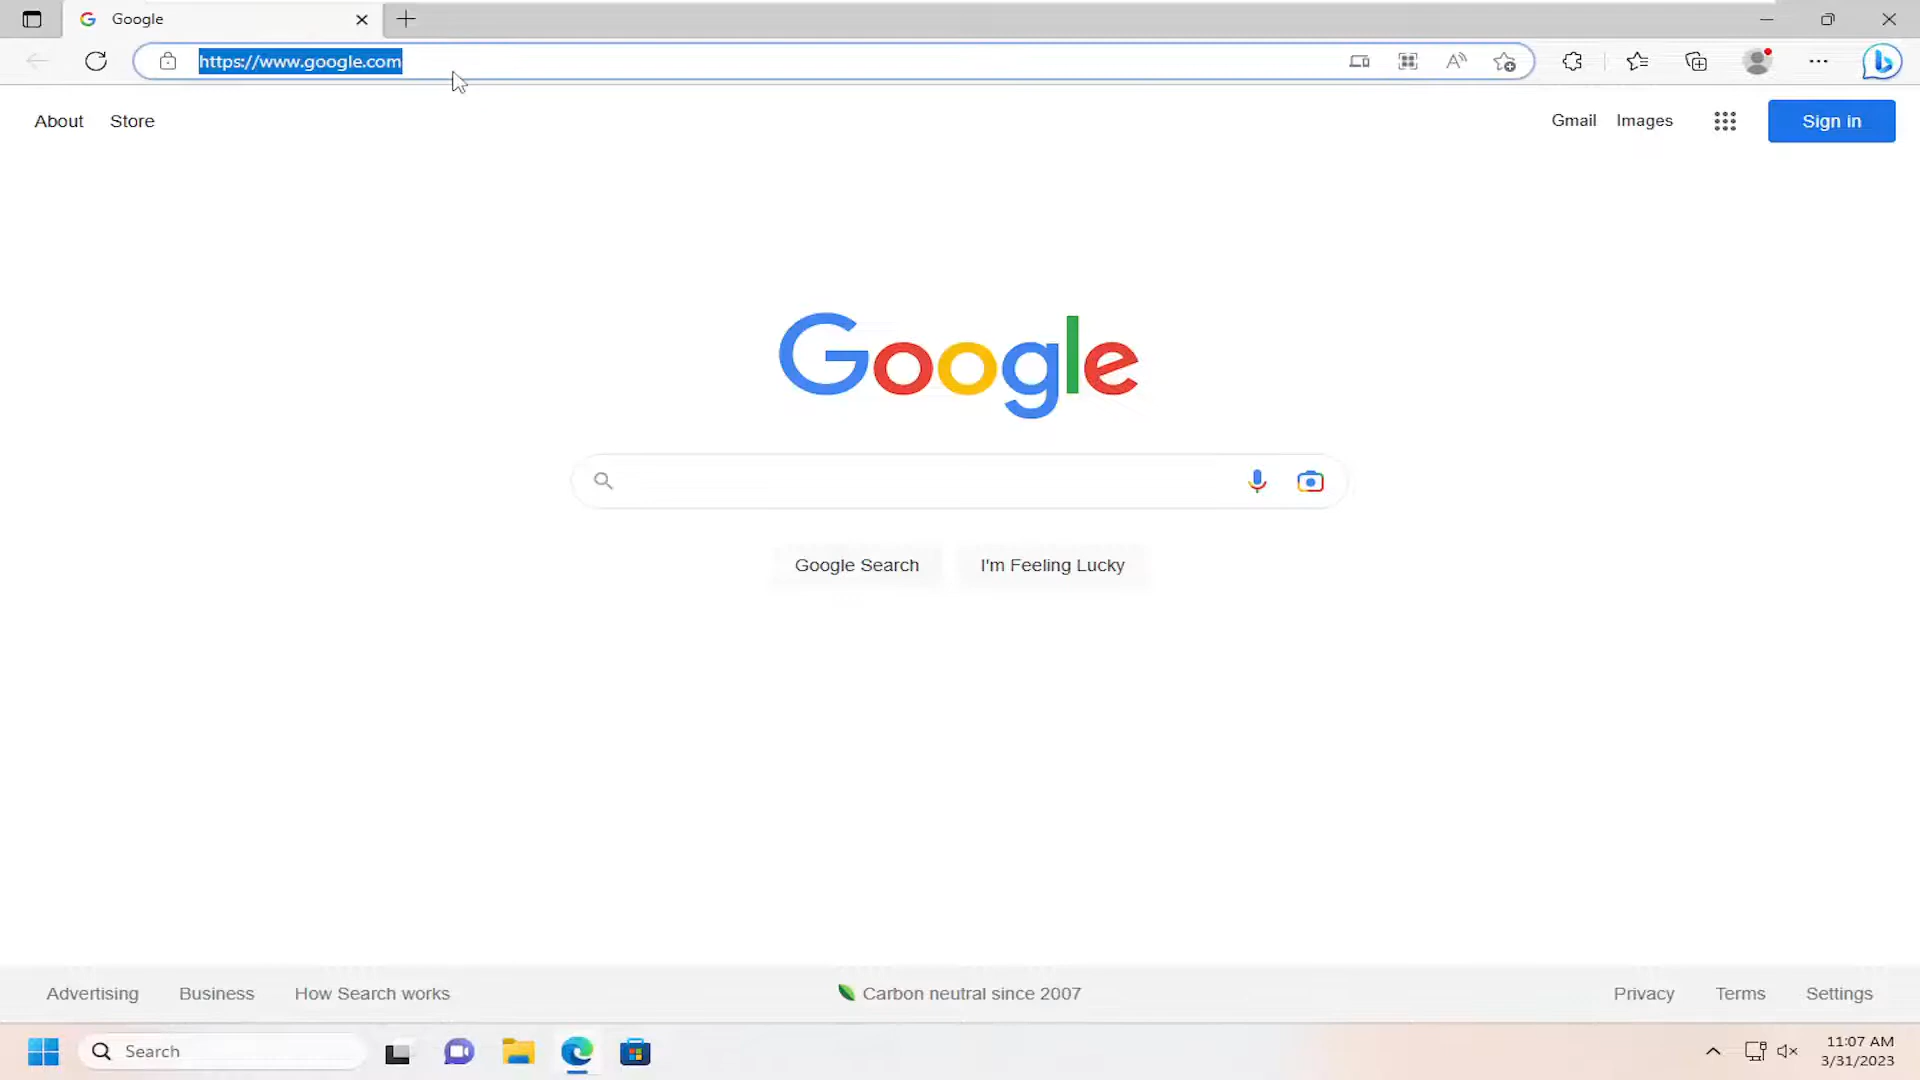 Google
https://www.google.com
About Store
Gmail Images Sign in
Google
Google Search I'm Feeling Lucky
Advertising Business How Search works
Carbon neutral since 2007
Privacy Terms Settings
Search
11:07 AM
3/31/2023